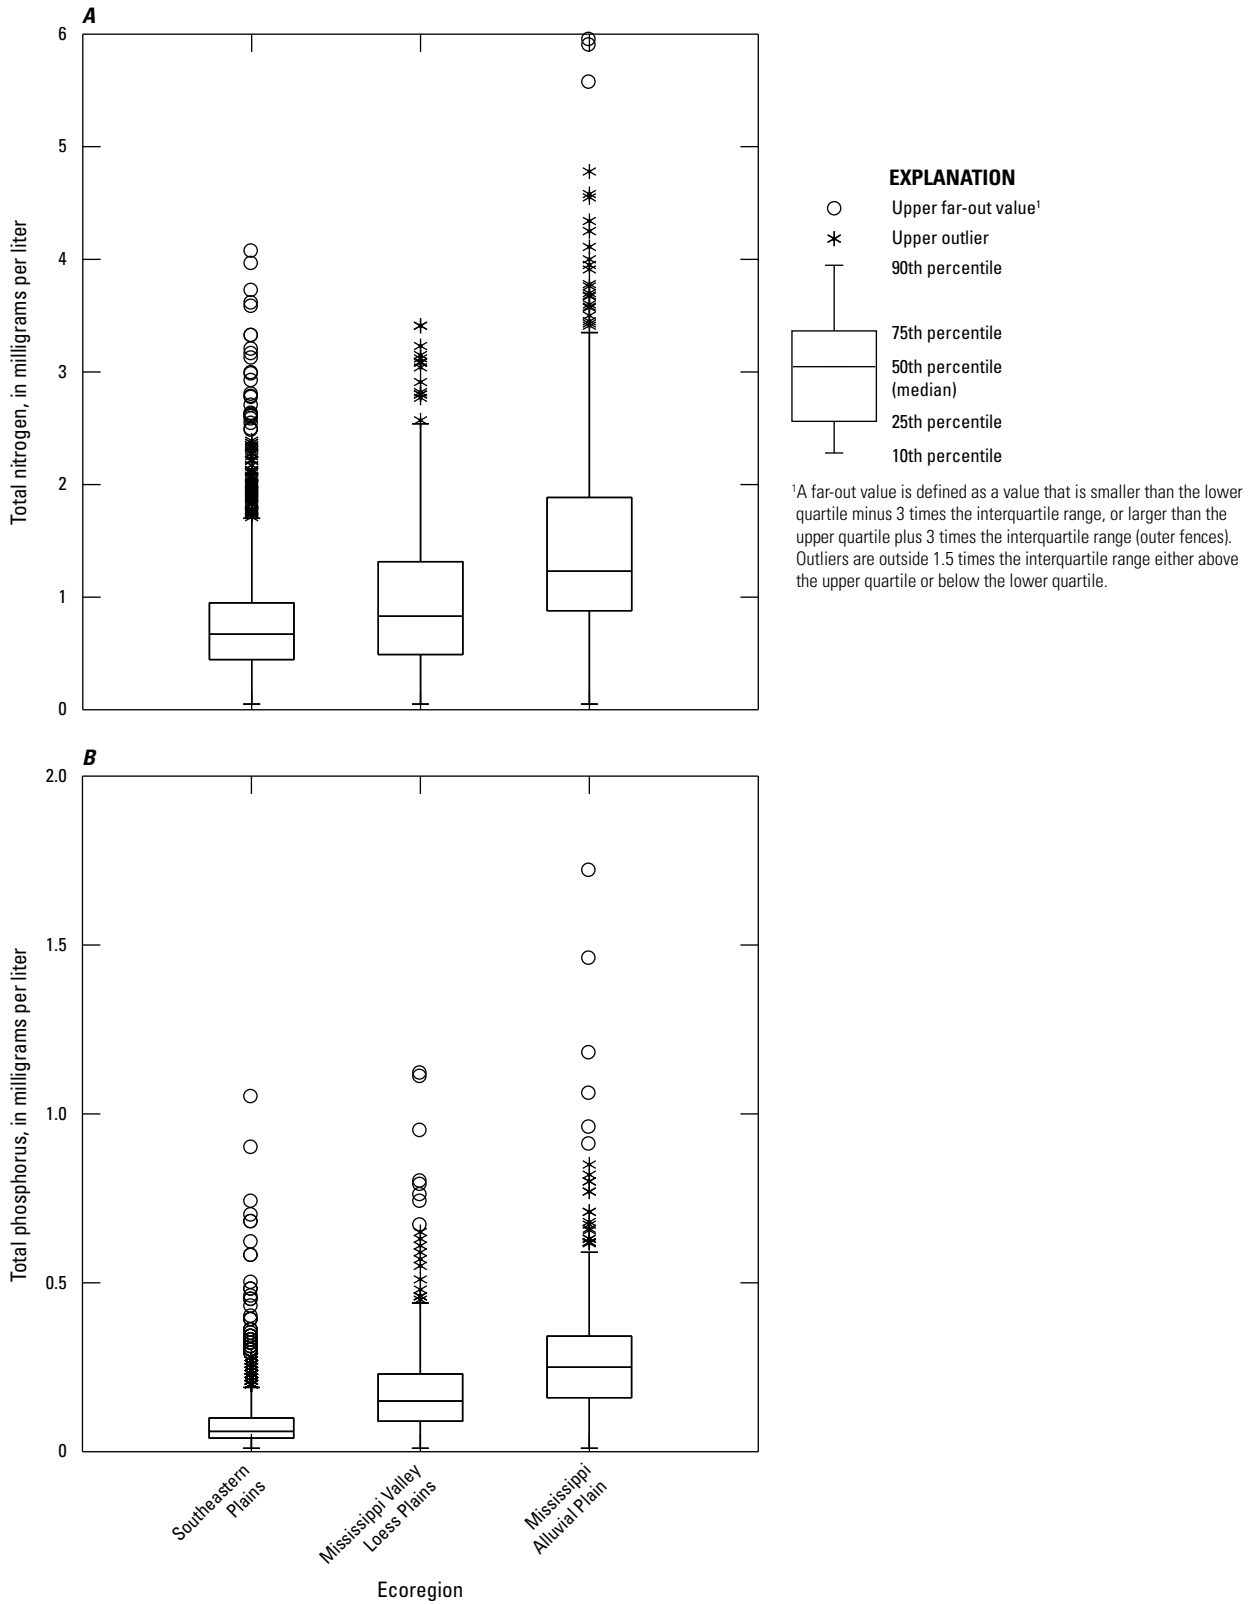 A
6
5
4
3
2
1
0
Total nitrogen, in milligrams per liter
EXPLANATION
Upper far-out value¹
Upper outlier
90th percentile
75th percentile
50th percentile
(median)
25th percentile
10th percentile
¹A far-out value is defined as a value that is smaller than the lower
quartile minus 3 times the interquartile range, or larger than the
upper quartile plus 3 times the interquartile range (outer fences).
Outliers are outside 1.5 times the interquartile range either above
the upper quartile or below the lower quartile.
B
2.0
1.5
1.0
0.5
0
Total phosphorus, in milligrams per liter
Southeastern
Plains
Mississippi Valley
Loess Plains
Mississippi
Alluvial Plain
Ecoregion